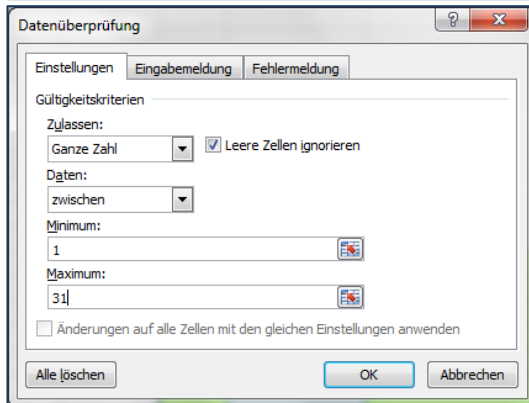 Datenüberprüfung
Einstellungen Eingabemeldung Fehlermeldung
Gültigkeitskriterien
Zulassen:
Ganze Zahl Leere Zellen ignorieren
Daten:
zwischen
Minimum:
1
Maximum:
31
Änderungen auf alle Zellen mit den gleichen Einstellungen anwenden
Alle löschen OK Abbrechen